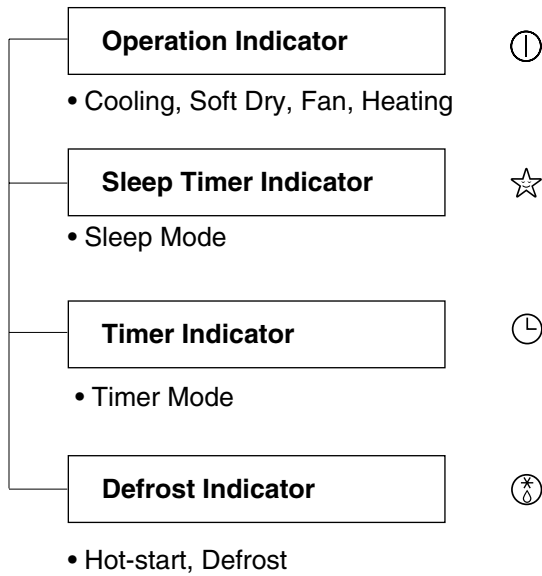 Operation Indicator
• Cooling, Soft Dry, Fan, Heating
Sleep Timer Indicator
• Sleep Mode
Timer Indicator
• Timer Mode
Defrost Indicator
• Hot-start, Defrost